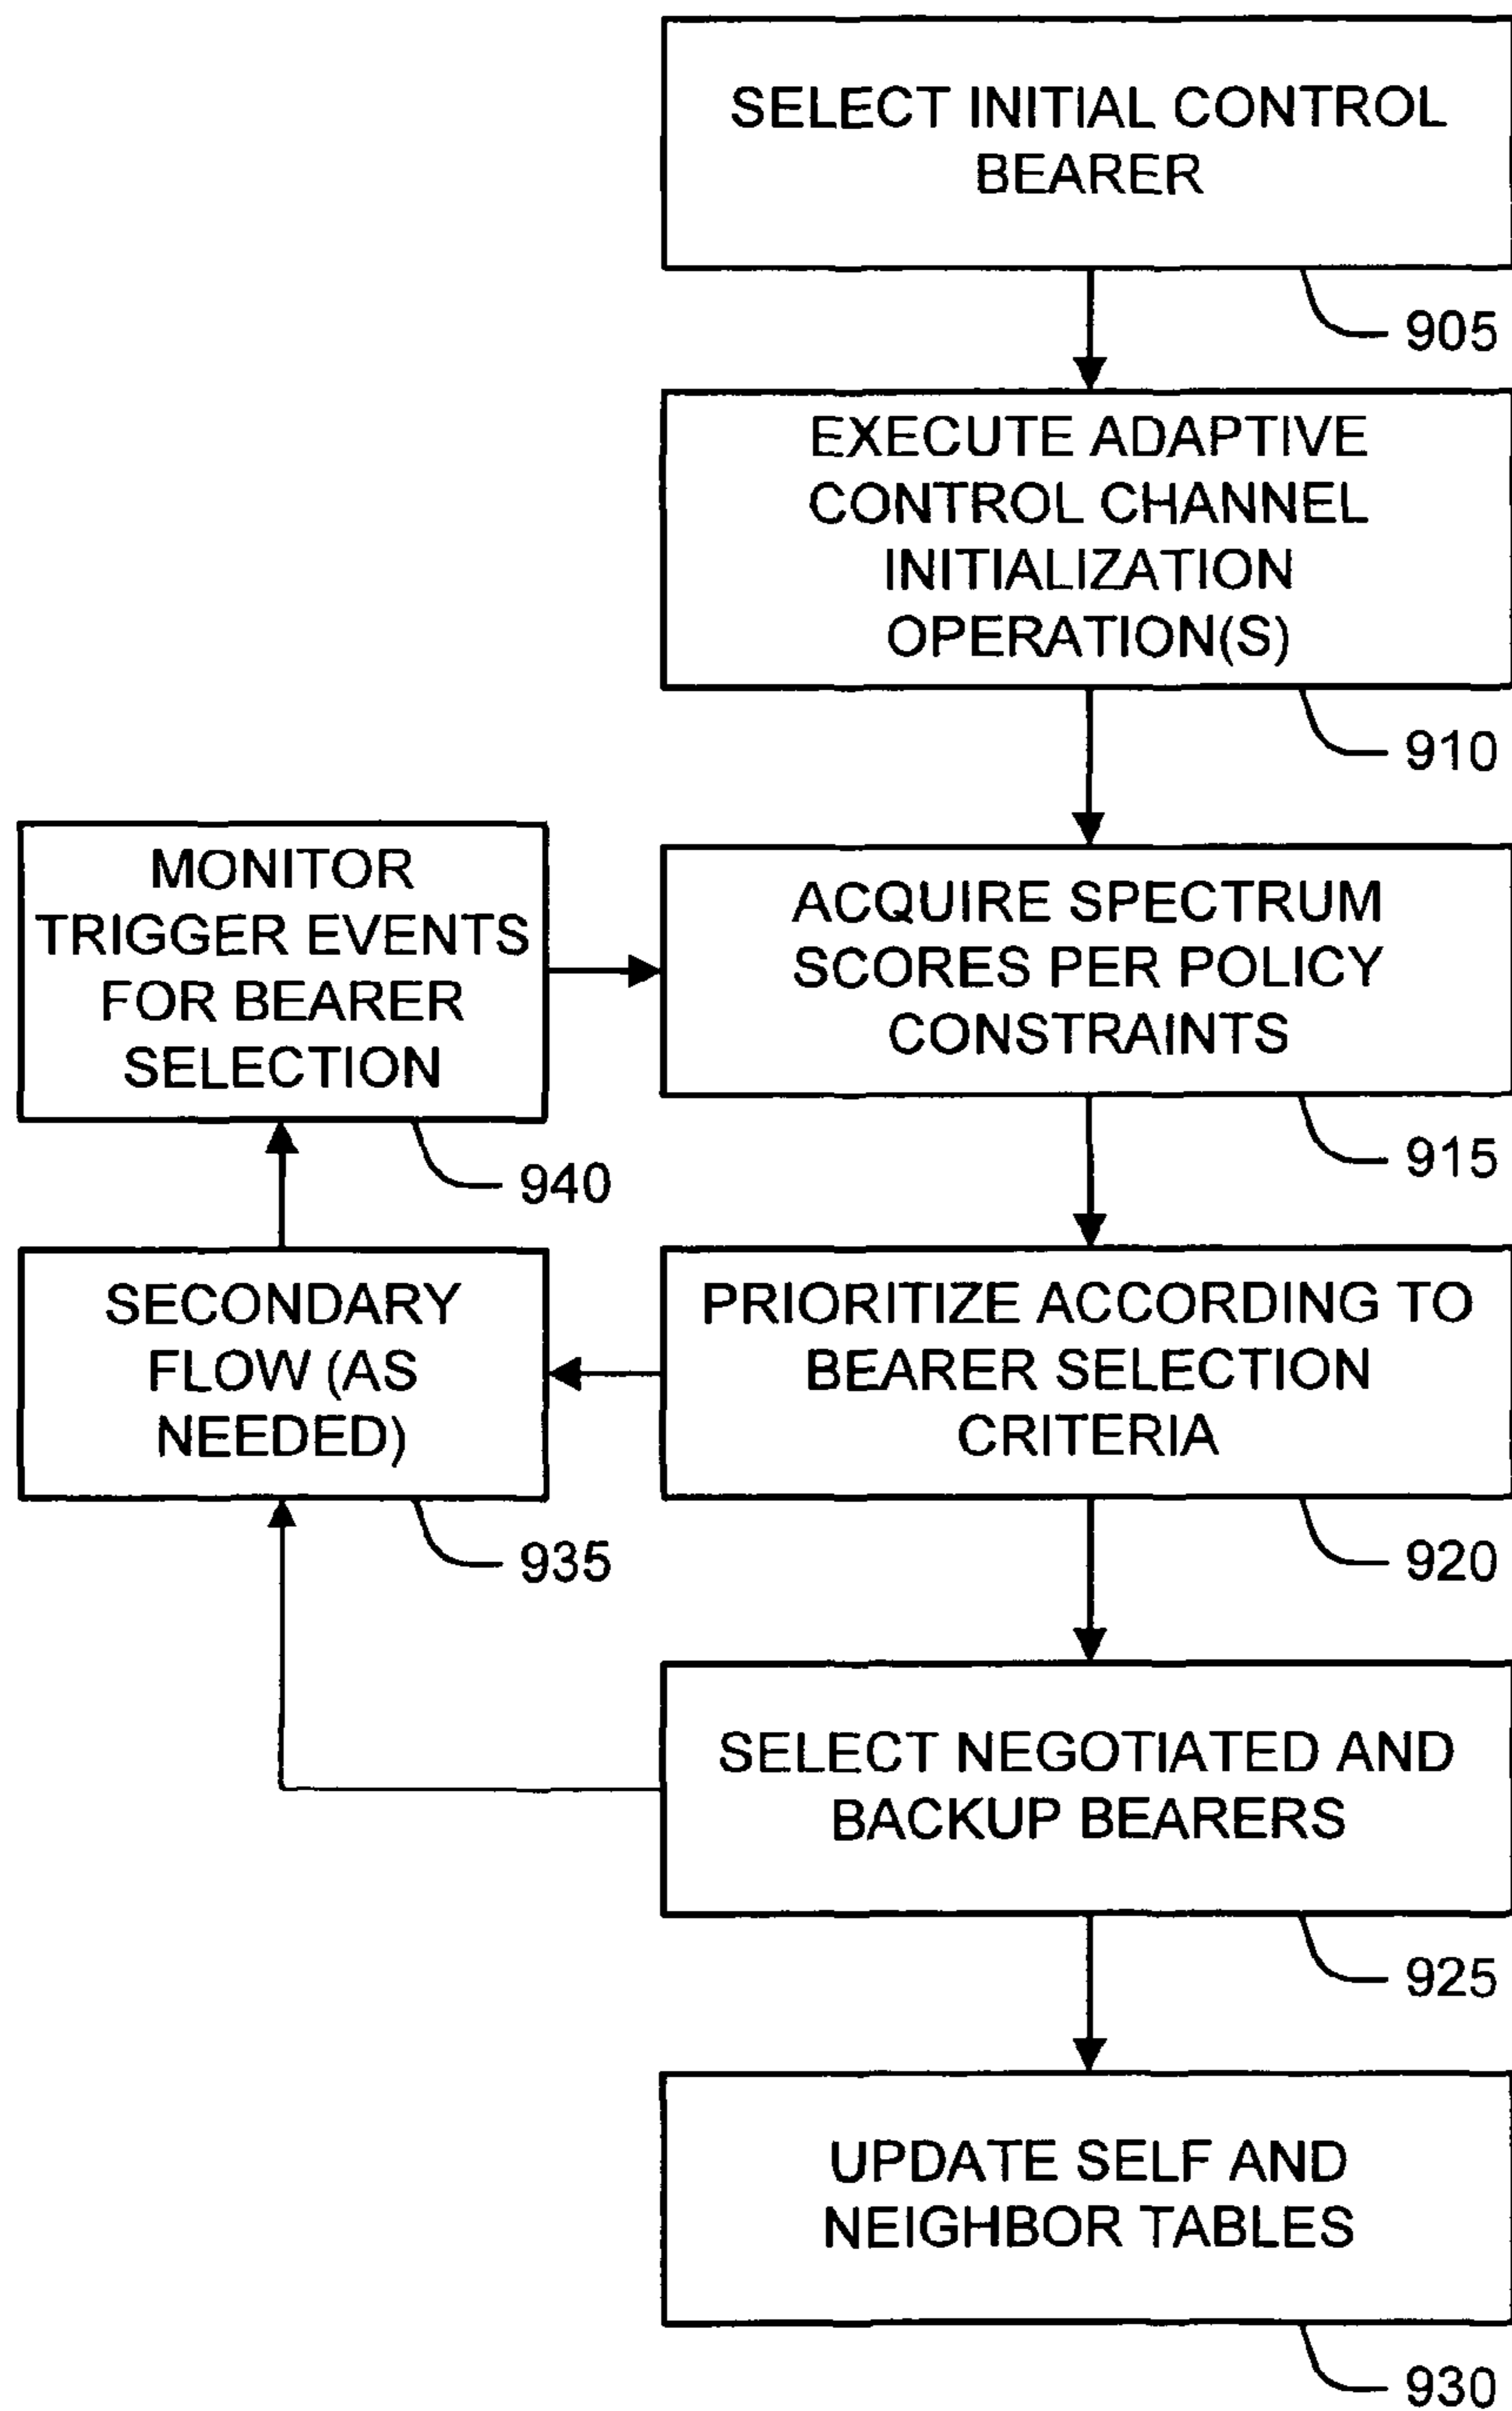 SELECT INITIAL CONTROL
BEARER
905
EXECUTE ADAPTIVE
CONTROL CHANNEL
INITIALIZATION
OPERATION(S)
910
MONITOR
TRIGGER EVENTS
FOR BEARER
SELECTION
940
ACQUIRE SPECTRUM
SCORES PER POLICY
CONSTRAINTS
915
SECONDARY
FLOW (AS
NEEDED)
935
PRIORITIZE ACCORDING TO
BEARER SELECTION
CRITERIA
920
SELECT NEGOTIATED AND
BACKUP BEARERS
925
UPDATE SELF AND
NEIGHBOR TABLES
930